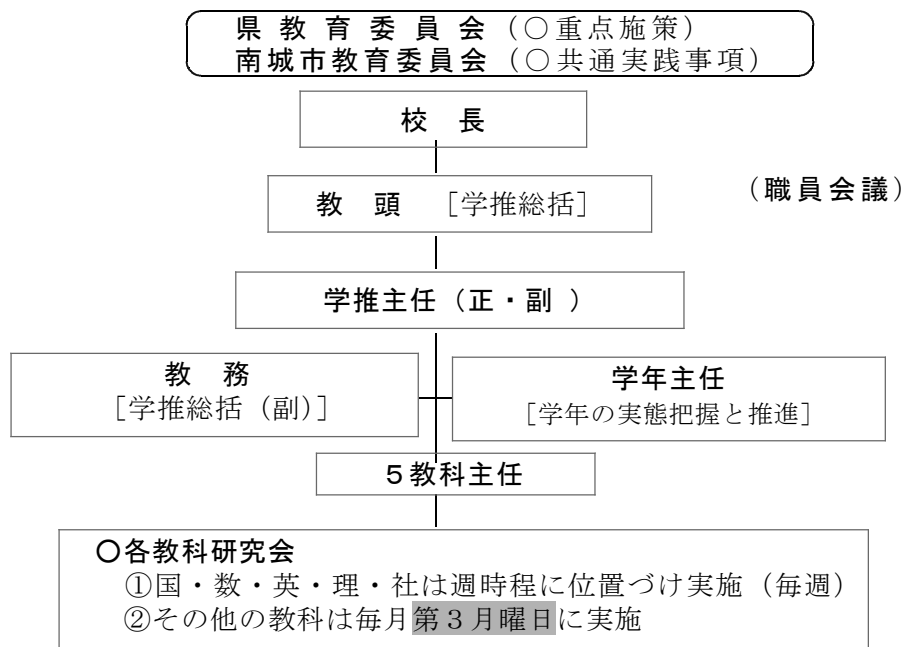 県教育委員会（○重点施策）
南城市教育委員会（○共通実践事項）
校　長
教　頭　［学推総括］
（職員会議）
学推主任（正・副 ）
教　務
［学推総括（副）］
学年主任
［学年の実態把握と推進］
５教科主任
○各教科研究会
①国・数・英・理・社は週時程に位置づけ実施（毎週）
②その他の教科は毎月第３月曜日に実施